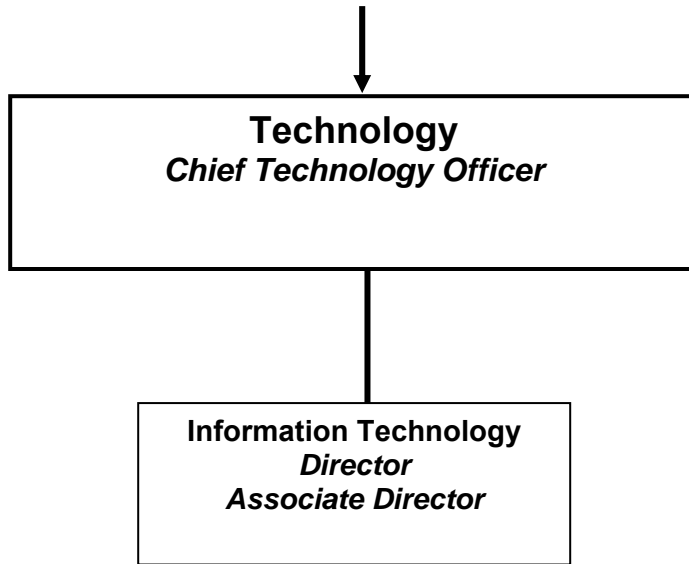 Technology
Chief Technology Officer
Information Technology
Director
Associate Director